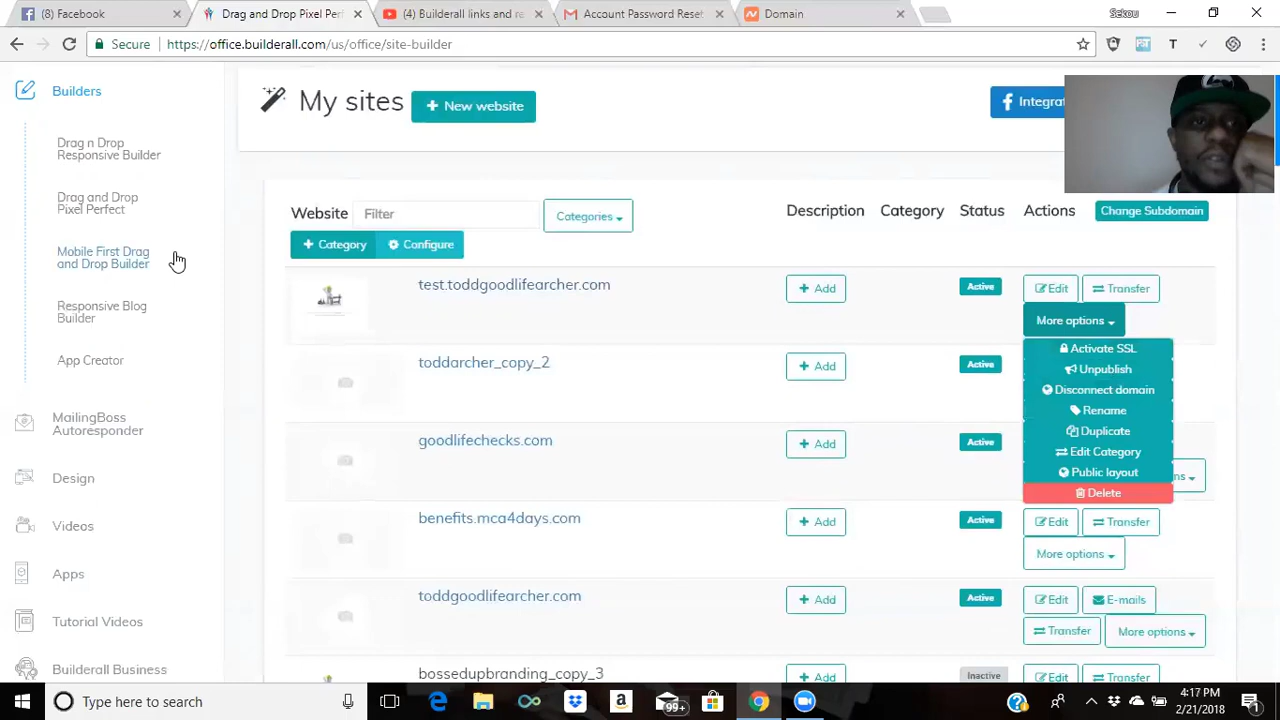 Facebook
Drag and Drop Pixel Perf
(4) Builderall links and re
Account Password Reset
Domain
Sekou
Secure
https://office.builderall.com/us/office/site-builder
Builders
Drag n Drop
Responsive Builder
Drag and Drop
Pixel Perfect
Mobile First Drag
and Drop Builder
Responsive Blog
Builder
App Creator
MailingBoss
Autoresponder
Design
Videos
Apps
Tutorial Videos
Builderall Business
My sites
+ New website
Integrat
Website
Filter
Categories
Description
Category
Status
Actions
Change Subdomain
+ Category
Configure
test.toddgoodlifearcher.com
+ Add
Active
Edit
Transfer
More options
Activate SSL
Unpublish
Disconnect domain
Rename
Duplicate
Edit Category
Public layout
Delete
toddarcher_copy_2
+ Add
Active
goodlifechecks.com
+ Add
Active
ns
benefits.mca4days.com
+ Add
Active
Edit
Transfer
More options
toddgoodlifearcher.com
+ Add
Active
Edit
E-mails
Transfer
More options
bossedupbranding_copy_3
+ Add
Inactive
Edit
Transfer
Type here to search
99+
4:17 PM
2/21/2018